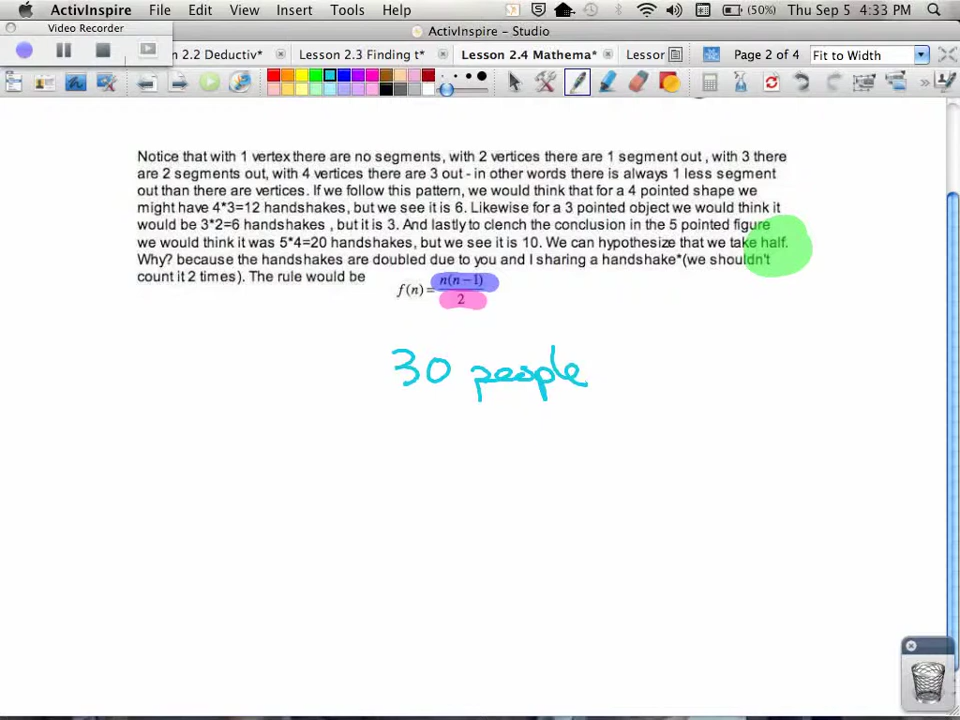 ActivInspire File Edit View Insert Tools Help (50%) Thu Sep 5 4:33 PM
Video Recorder
ActivInspire - Studio
n 2.2 Deductiv* Lesson 2.3 Finding t* Lesson 2.4 Mathema* Lessor Page 2 of 4 Fit to Width
Notice that with 1 vertex there are no segments, with 2 vertices there are 1 segment out , with 3 there
are 2 segments out, with 4 vertices there are 3 out - in other words there is always 1 less segment
out than there are vertices. If we follow this pattern, we would think that for a 4 pointed shape we
might have 4*3=12 handshakes, but we see it is 6. Likewise for a 3 pointed object we would think it
would be 3*2=6 handshakes , but it is 3. And lastly to clench the conclusion in the 5 pointed figure
we would think it was 5*4=20 handshakes, but we see it is 10. We can hypothesize that we take half.
Why? because the handshakes are doubled due to you and I sharing a handshake*(we shouldn't
count it 2 times). The rule would be
f(n) = n(n-1)
2
30 people